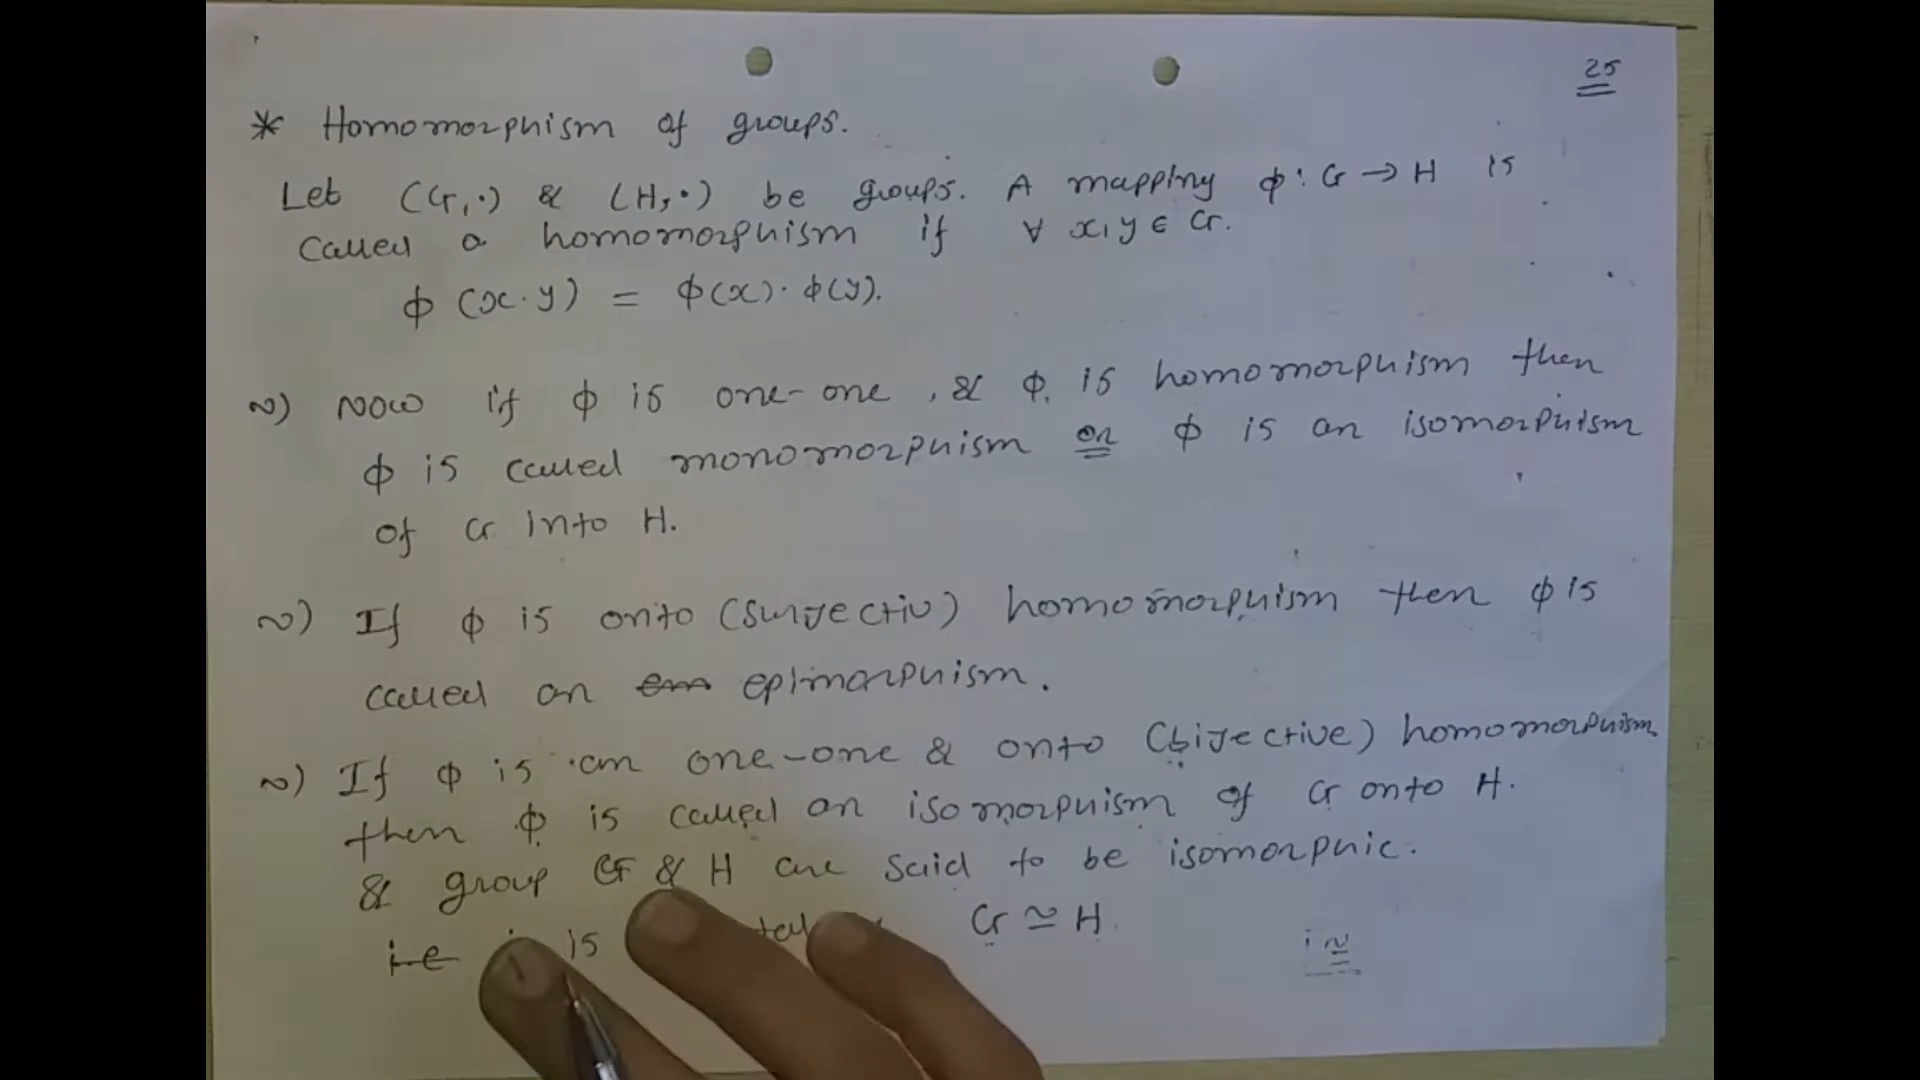 25
* Homomorphism of groups.
Let (G,·) & (H,·) be groups. A mapping φ: G → H is
called a homomorphism if ∀ x,y ∈ G.
φ (x·y) = φ(x)·φ(y).
~) Now if φ is one-one, & φ is homomorphism then
φ is called monomorphism or φ is an isomorphism
of G into H.
~) If φ is onto (surjectiv) homomorphism then φ is
called an em epimorphism.
~) If φ is an one-one & onto (bijective) homomorphism
then φ is called an isomorphism of G onto H.
& group G & H are said to be isomorphic.
i.e is G ≃ H.